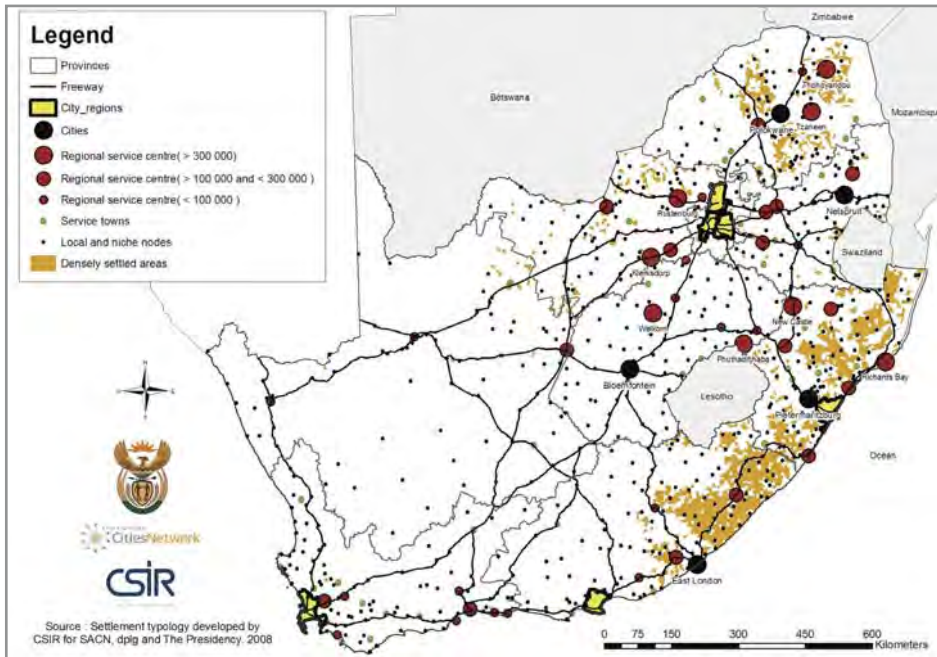 Legend
Provinces
Freeway
City_regions
Cities
Regional service centre( > 300 000)
Regional service centre( > 100 000 and < 300 000 )
Regional service centre( < 100 000 )
Service towns
Local and niche nodes
Densely settled areas
Zimbabwe
Botswana
Mozambique
Thohoyandou
Polokwane
Tzaneen
Rustenburg
Nelspruit
Swaziland
Klerksdorp
Welkom
New Castle
Phuthaditjhaba
Richards Bay
Bloemfontein
Lesotho
Pietermaritzburg
Ocean
East London
N
CitiesNetwork
CSIR
Source : Settlement typology developed by
CSIR for SACN, dplg and The Presidency. 2008
0 75 150 300 450 600
Kilometers